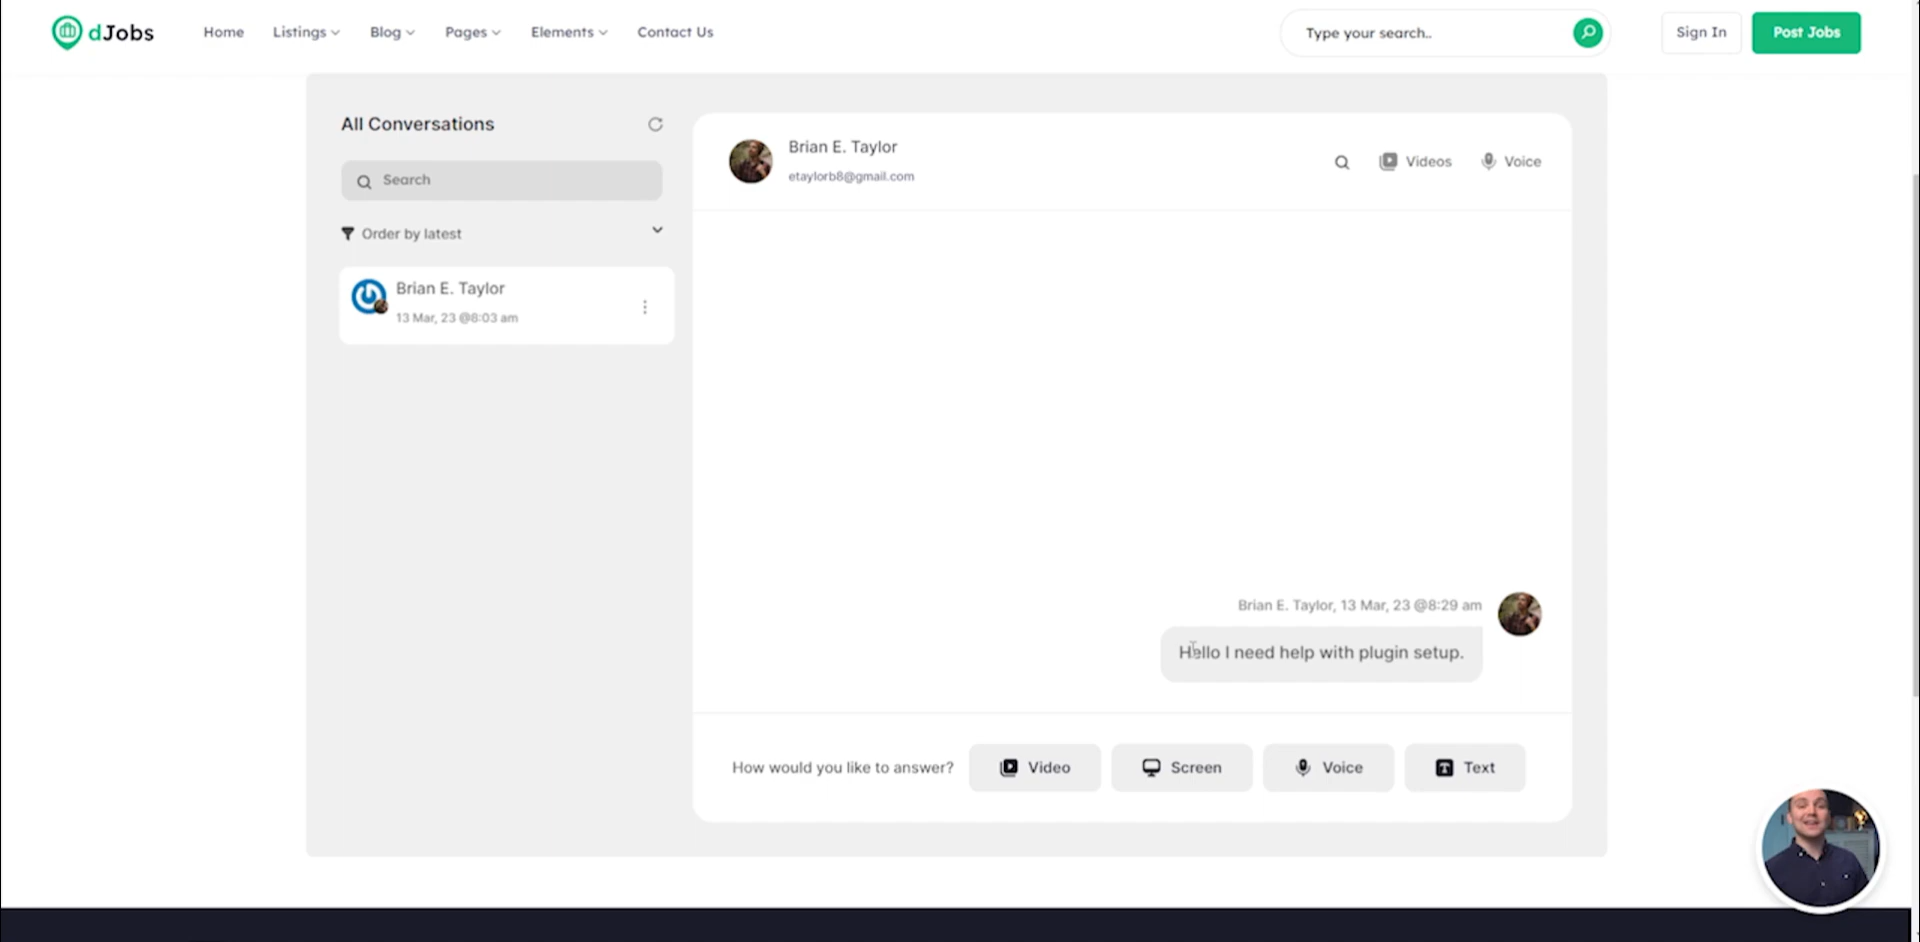 dJobs
Home
Listings
Blog
Pages
Elements
Contact Us
Type your search..
Sign In
Post Jobs
All Conversations
Search
Order by latest
Brian E. Taylor
13 Mar, 23 @8:03 am
Brian E. Taylor
etaylorb8@gmail.com
Videos
Voice
Brian E. Taylor, 13 Mar, 23 @8:29 am
Hello I need help with plugin setup.
How would you like to answer?
Video
Screen
Voice
Text